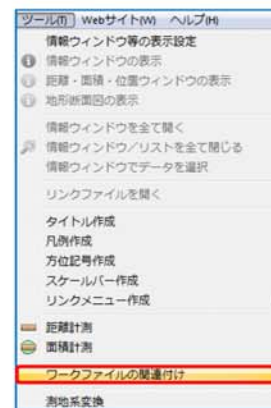 ツール(T) Webサイト(W) ヘルプ(H)
情報ウィンドウ等の表示設定
情報ウィンドウの表示
距離・面積・位置ウィンドウの表示
地形断面図の表示
情報ウィンドウを全て開く
情報ウィンドウ/リストを全て閉じる
情報ウィンドウでデータを選択
リンクファイルを開く
タイトル作成
凡例作成
方位記号作成
スケールバー作成
リンクメニュー作成
距離計測
面積計測
ワークファイルの関連付け
測地系変換